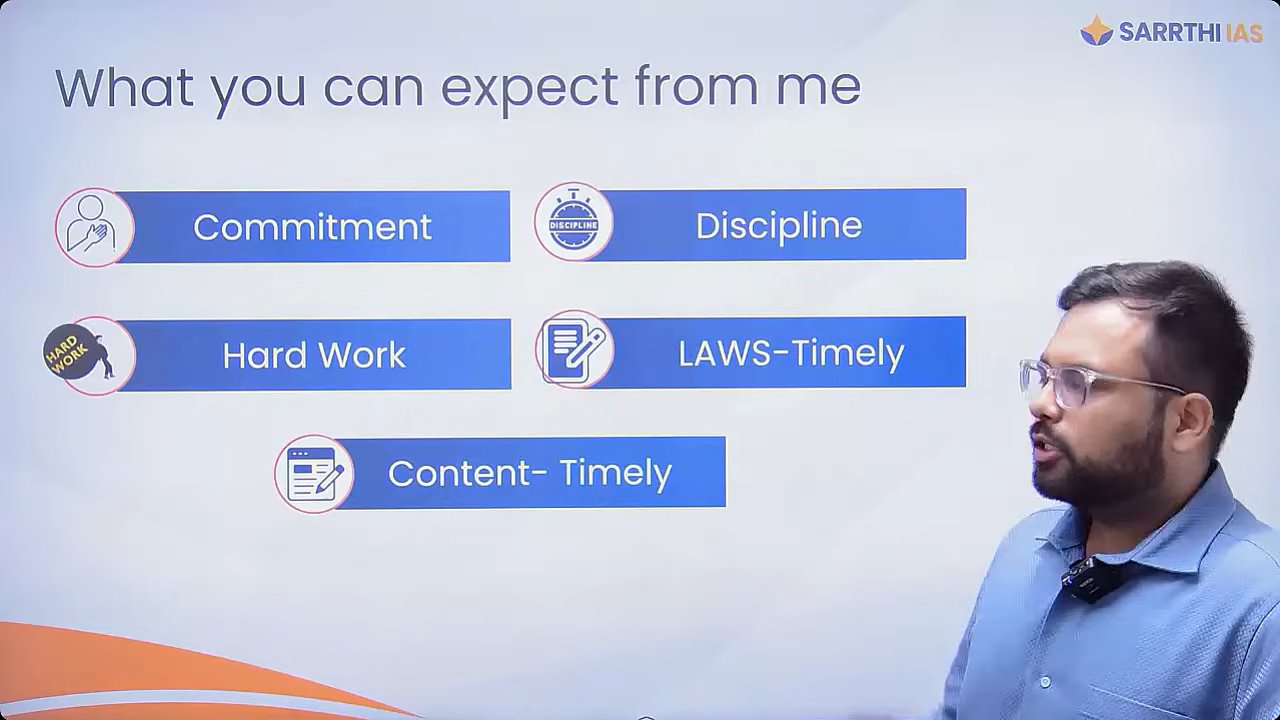 SARRTHI IAS
What you can expect from me
Commitment
DISCIPLINE
Discipline
HARD
WORK
Hard Work
LAWS-Timely
Content- Timely